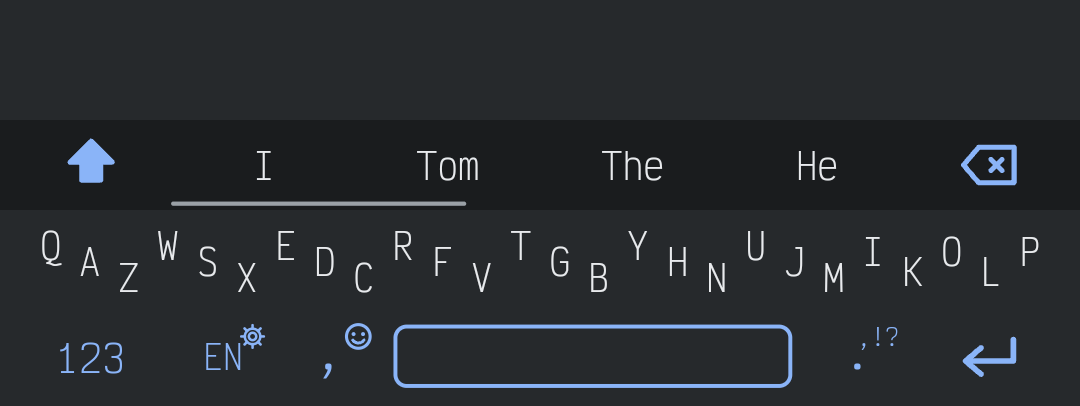 I Tom The He
Q A Z W S X E D C R F V T G B Y H N U J M I K O L P
123 EN , . ,!?